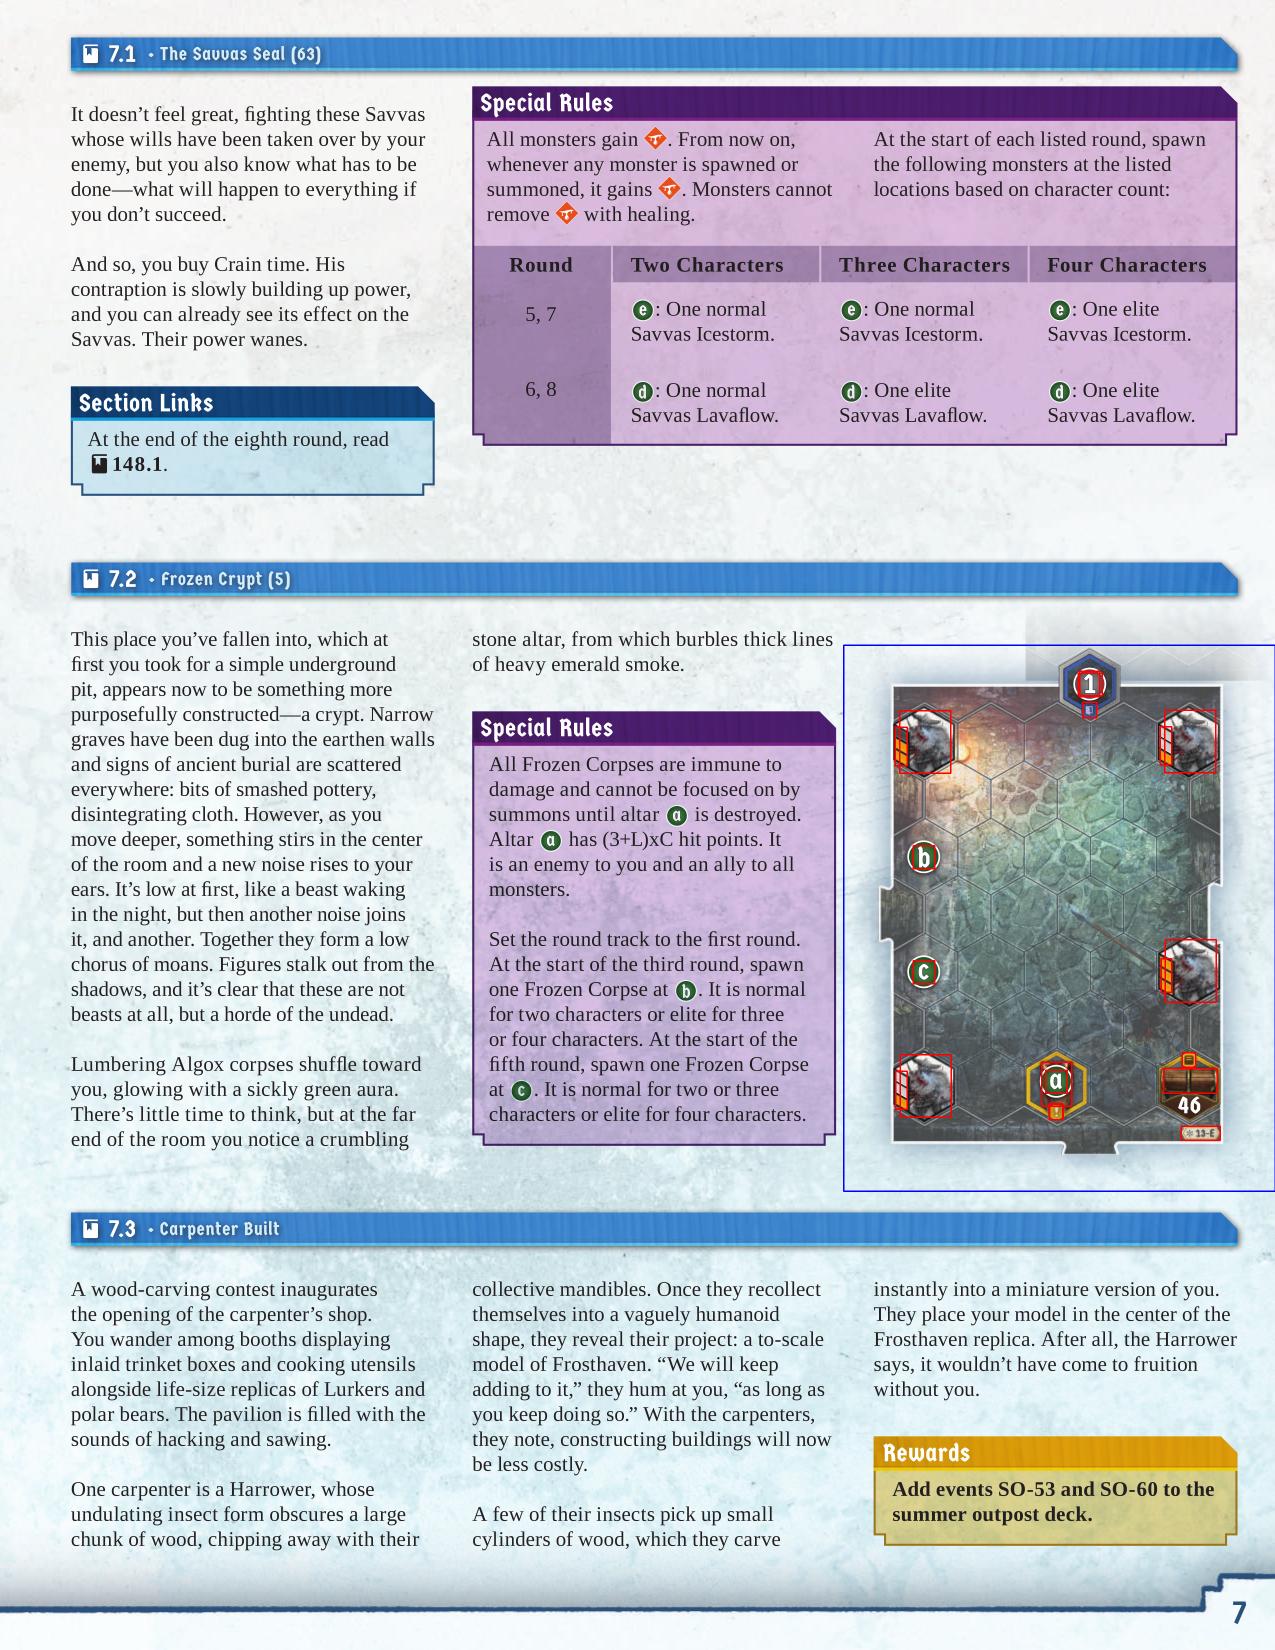 7.1 • The Savvas Seal (63)
It doesn’t feel great, fighting these Savvas
whose wills have been taken over by your
enemy, but you also know what has to be
done—what will happen to everything if
you don’t succeed.
And so, you buy Crain time. His
contraption is slowly building up power,
and you can already see its effect on the
Savvas. Their power wanes.
Section Links
At the end of the eighth round, read
148.1.
Special Rules
All monsters gain . From now on,
whenever any monster is spawned or
summoned, it gains . Monsters cannot
remove with healing.
At the start of each listed round, spawn
the following monsters at the listed
locations based on character count:
Round Two Characters Three Characters Four Characters
5, 7
e: One normal
Savvas Icestorm.
e: One normal
Savvas Icestorm.
e: One elite
Savvas Icestorm.
6, 8
d: One normal
Savvas Lavaflow.
d: One elite
Savvas Lavaflow.
d: One elite
Savvas Lavaflow.
7.2 • Frozen Crypt (5)
This place you’ve fallen into, which at
first you took for a simple underground
pit, appears now to be something more
purposefully constructed—a crypt. Narrow
graves have been dug into the earthen walls
and signs of ancient burial are scattered
everywhere: bits of smashed pottery,
disintegrating cloth. However, as you
move deeper, something stirs in the center
of the room and a new noise rises to your
ears. It’s low at first, like a beast waking
in the night, but then another noise joins
it, and another. Together they form a low
chorus of moans. Figures stalk out from the
shadows, and it’s clear that these are not
beasts at all, but a horde of the undead.
Lumbering Algox corpses shuffle toward
you, glowing with a sickly green aura.
There’s little time to think, but at the far
end of the room you notice a crumbling
stone altar, from which burbles thick lines
of heavy emerald smoke.
Special Rules
All Frozen Corpses are immune to
damage and cannot be focused on by
summons until altar a is destroyed.
Altar a has (3+L)xC hit points. It
is an enemy to you and an ally to all
monsters.
Set the round track to the first round.
At the start of the third round, spawn
one Frozen Corpse at b. It is normal
for two characters or elite for three
or four characters. At the start of the
fifth round, spawn one Frozen Corpse
at c. It is normal for two or three
characters or elite for four characters.
1
b
c
a
46
13-E
7.3 • Carpenter Built
A wood-carving contest inaugurates
the opening of the carpenter’s shop.
You wander among booths displaying
inlaid trinket boxes and cooking utensils
alongside life-size replicas of Lurkers and
polar bears. The pavilion is filled with the
sounds of hacking and sawing.
One carpenter is a Harrower, whose
undulating insect form obscures a large
chunk of wood, chipping away with their
collective mandibles. Once they recollect
themselves into a vaguely humanoid
shape, they reveal their project: a to-scale
model of Frosthaven. “We will keep
adding to it,” they hum at you, “as long as
you keep doing so.” With the carpenters,
they note, constructing buildings will now
be less costly.
A few of their insects pick up small
cylinders of wood, which they carve
instantly into a miniature version of you.
They place your model in the center of the
Frosthaven replica. After all, the Harrower
says, it wouldn’t have come to fruition
without you.
Rewards
Add events SO-53 and SO-60 to the
summer outpost deck.
7